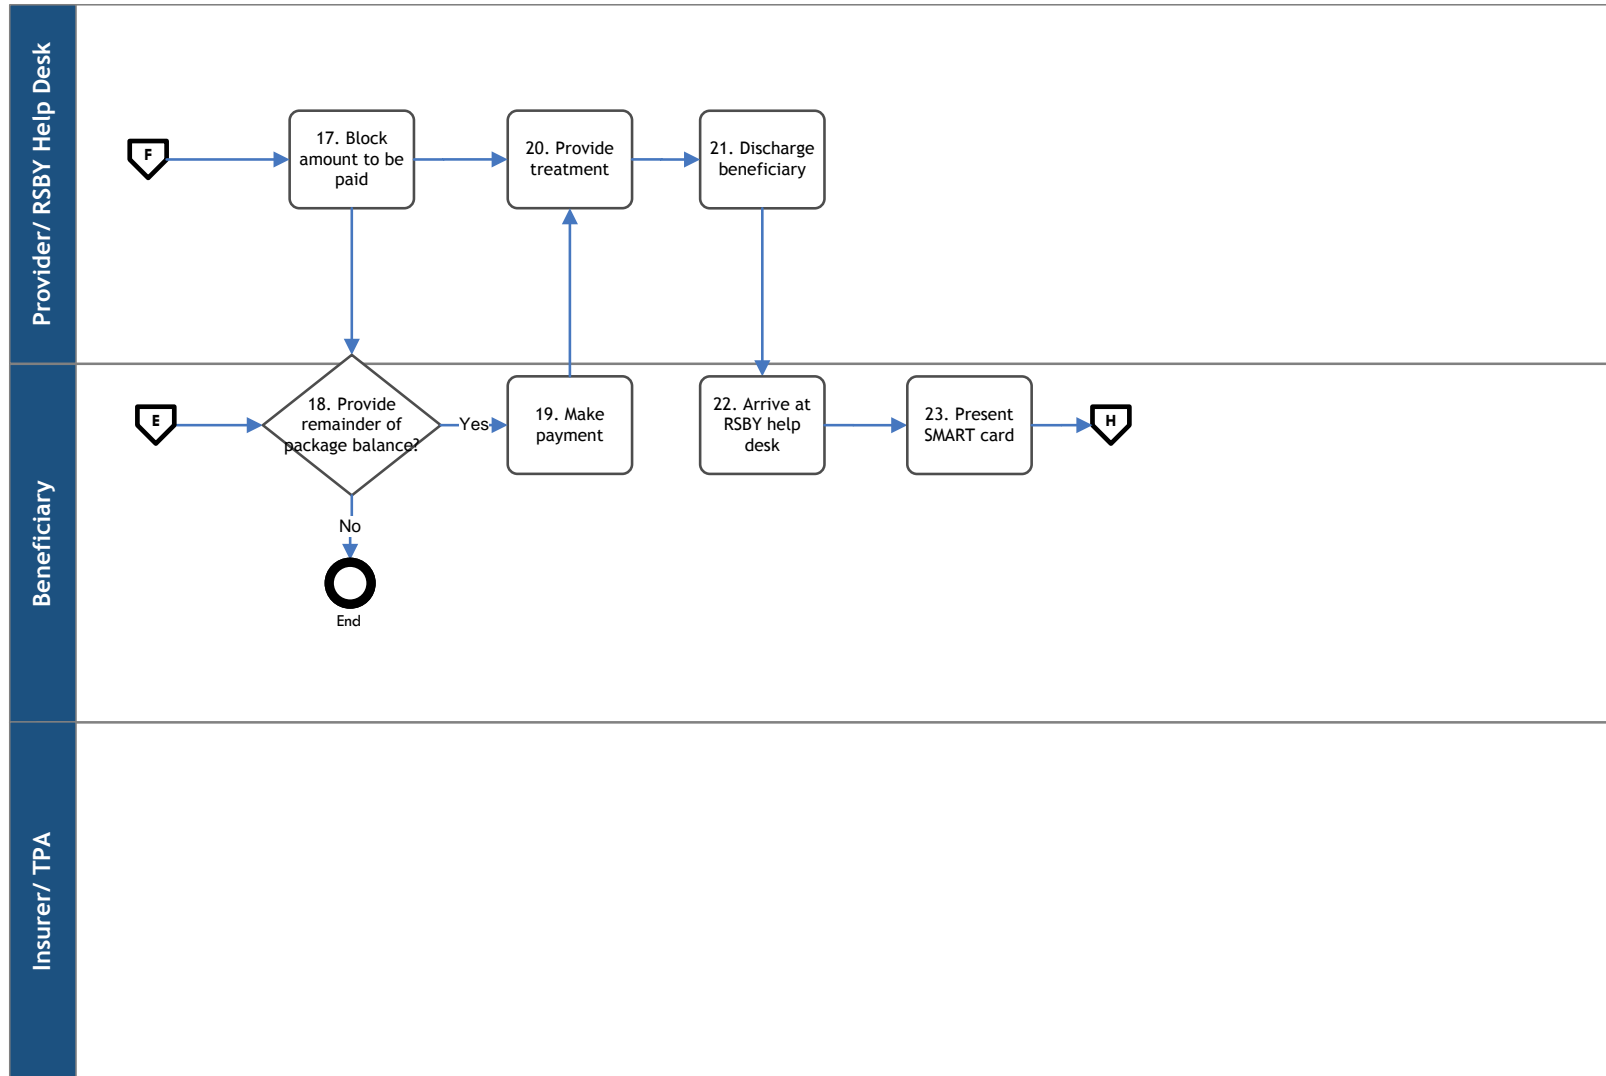 Provider/ RSBY Help Desk
F
17. Block
amount to be
paid
20. Provide
treatment
21. Discharge
beneficiary
Beneficiary
E
18. Provide
remainder of
package balance?
Yes
19. Make
payment
22. Arrive at
RSBY help
desk
23. Present
SMART card
H
No
End
Insurer/ TPA